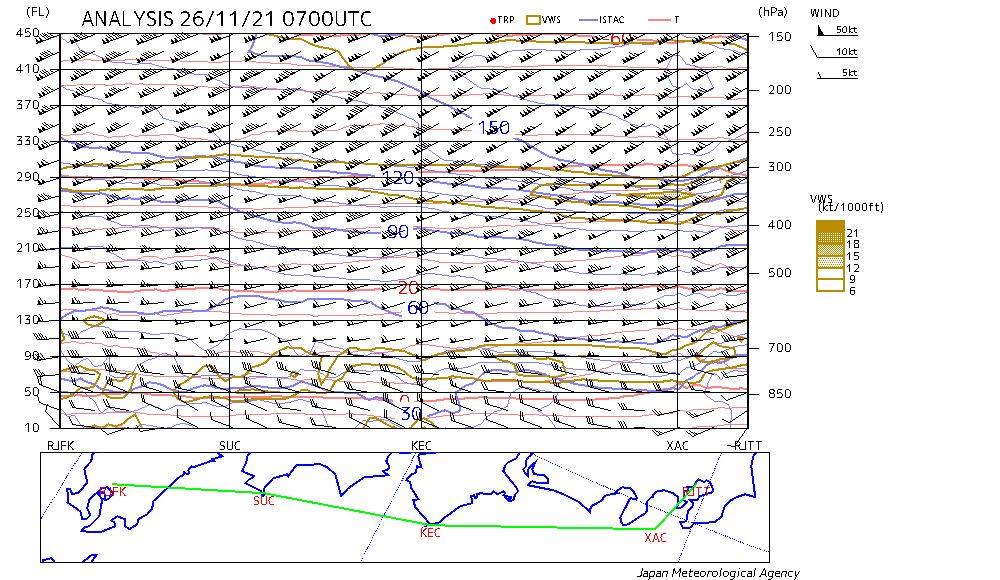 (FL) ANALYSIS 26/11/21 0700UTC TRP VWS ISTAC T (hPa) WIND
50kt
10kt
5kt
450
410
370
330
290
250
210
170
130
90
50
10
150
200
250
300
400
500
700
850
60
150
120
90
20
60
0
30
VWS
(kt/1000ft)
21
18
15
12
9
6
RJFK SUC KEC XAC RJTT
RJFK
SUC
KEC
XAC
RJTT
Japan Meteorological Agency